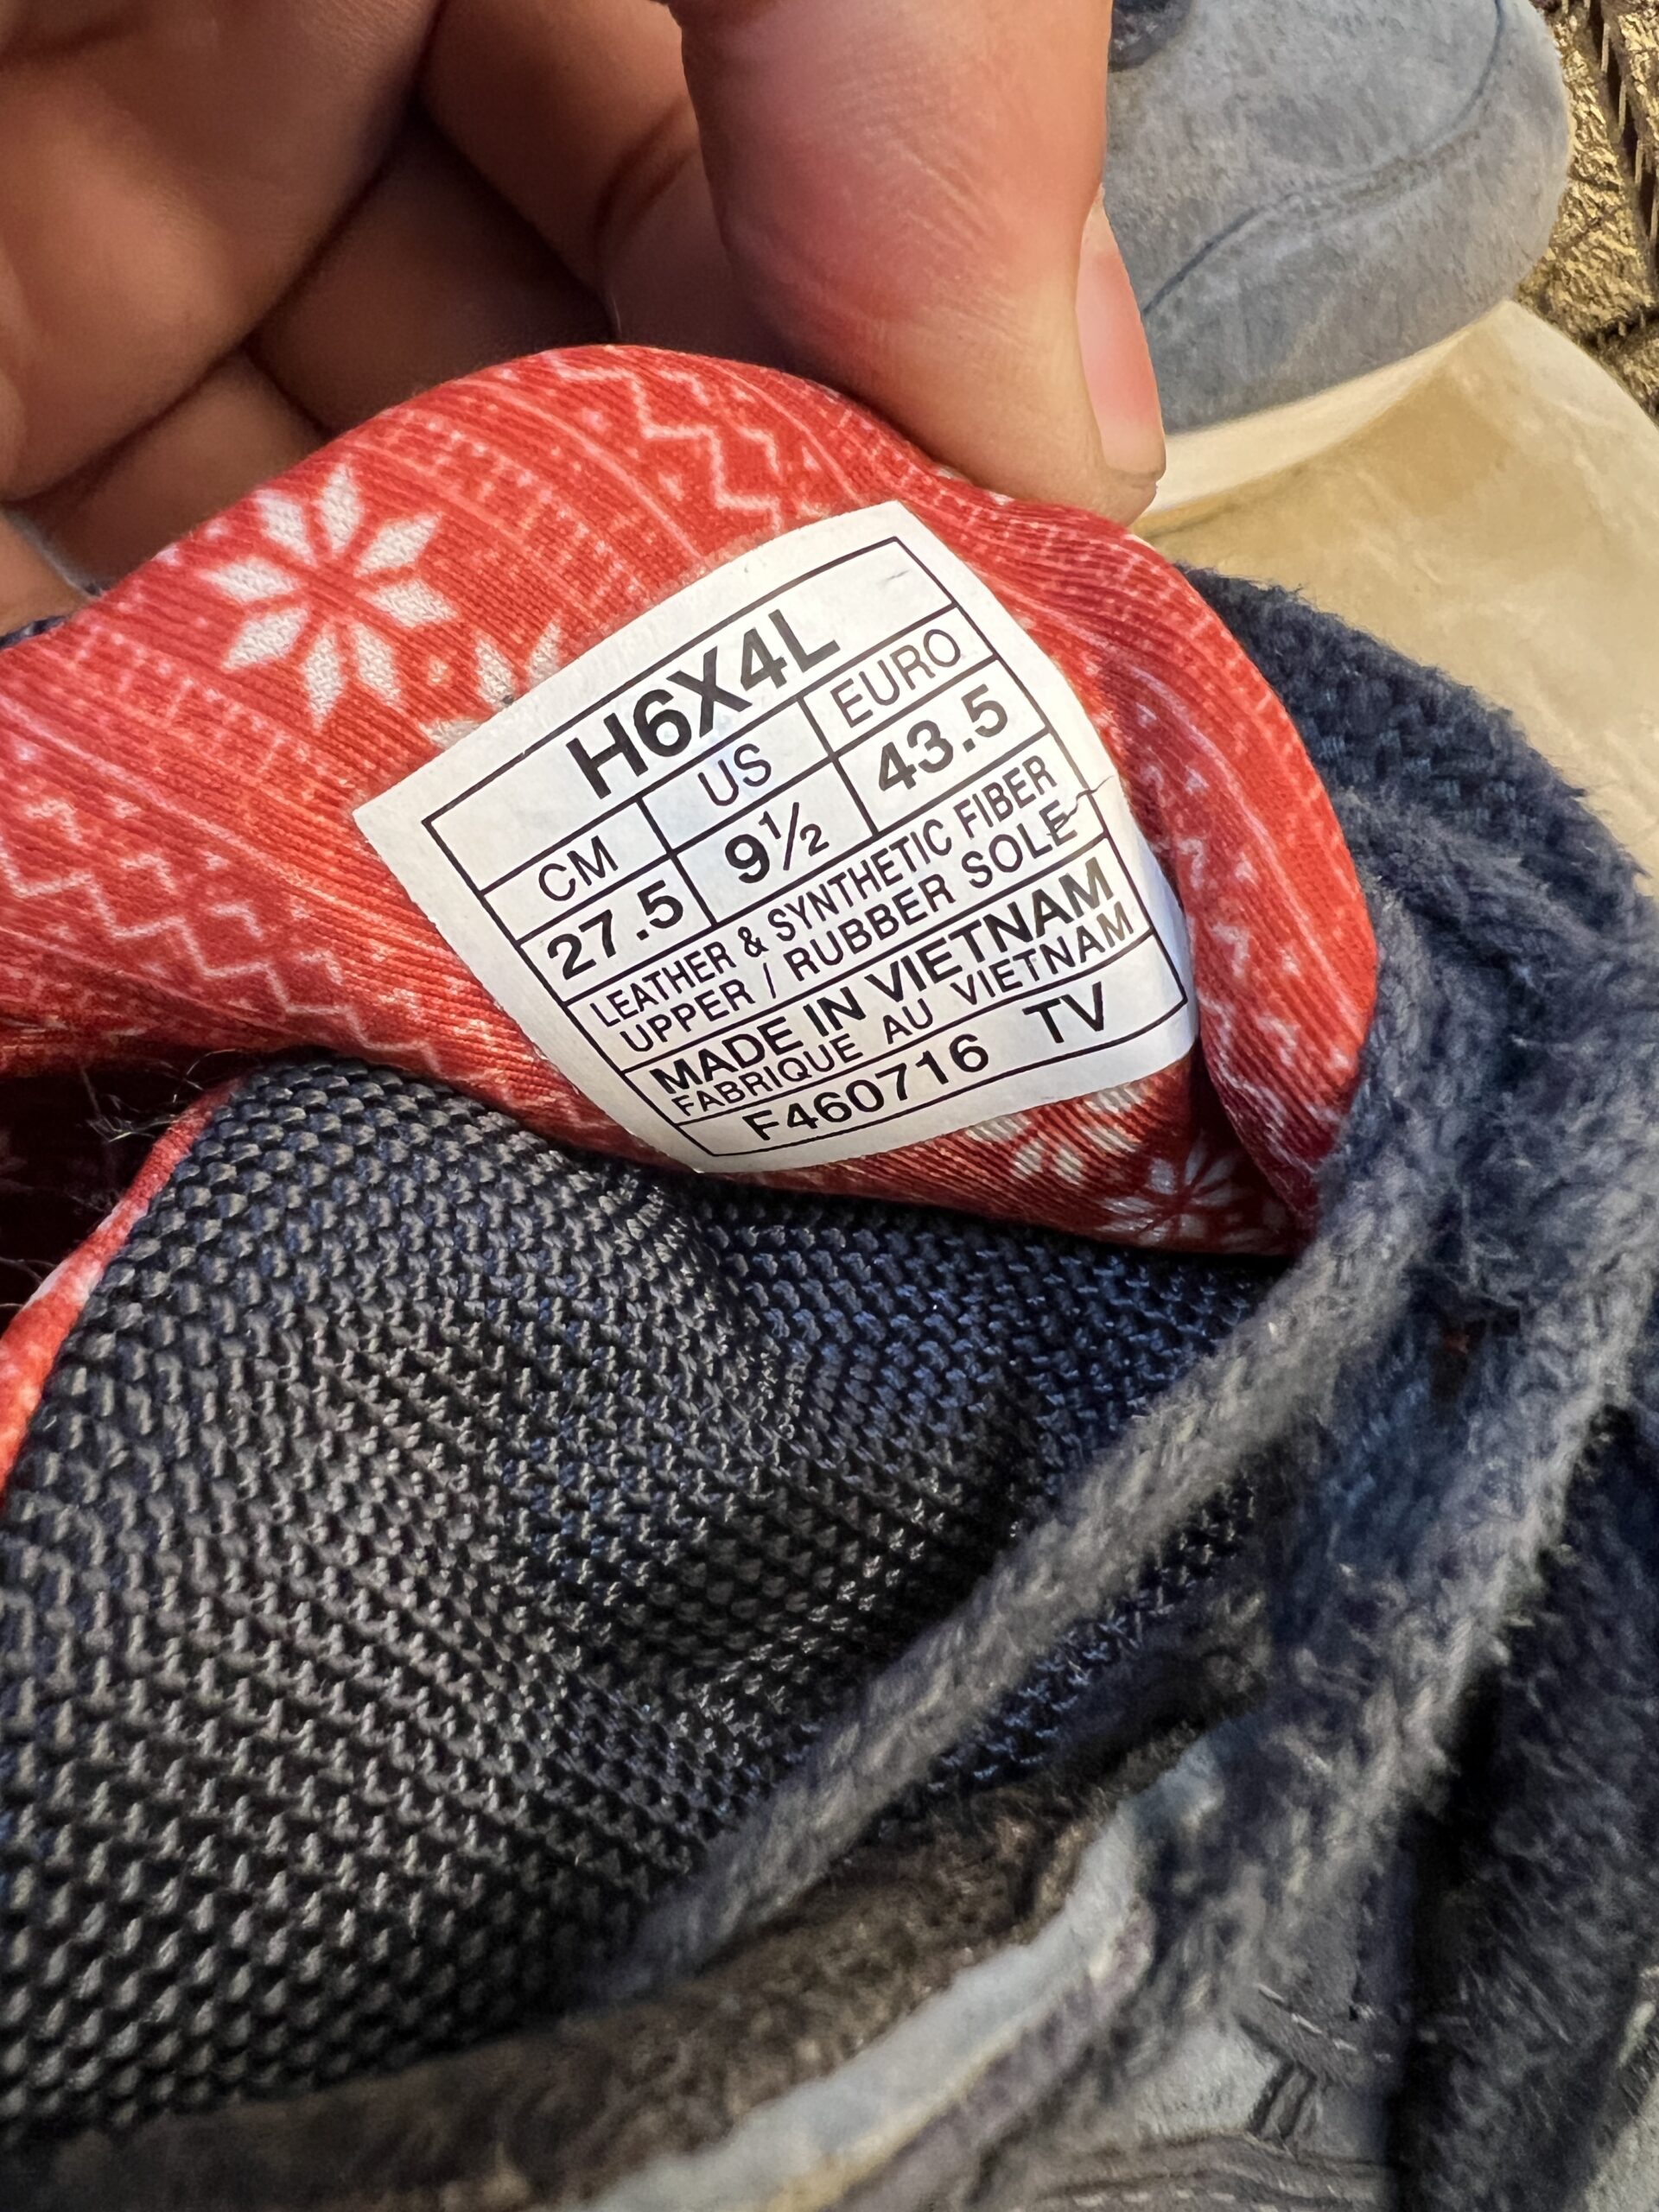 H6X4L
CM US EURO
27.5 9½ 43.5
LEATHER & SYNTHETIC FIBER
UPPER / RUBBER SOLE
MADE IN VIETNAM
FABRIQUE AU VIETNAM
F460716 TV